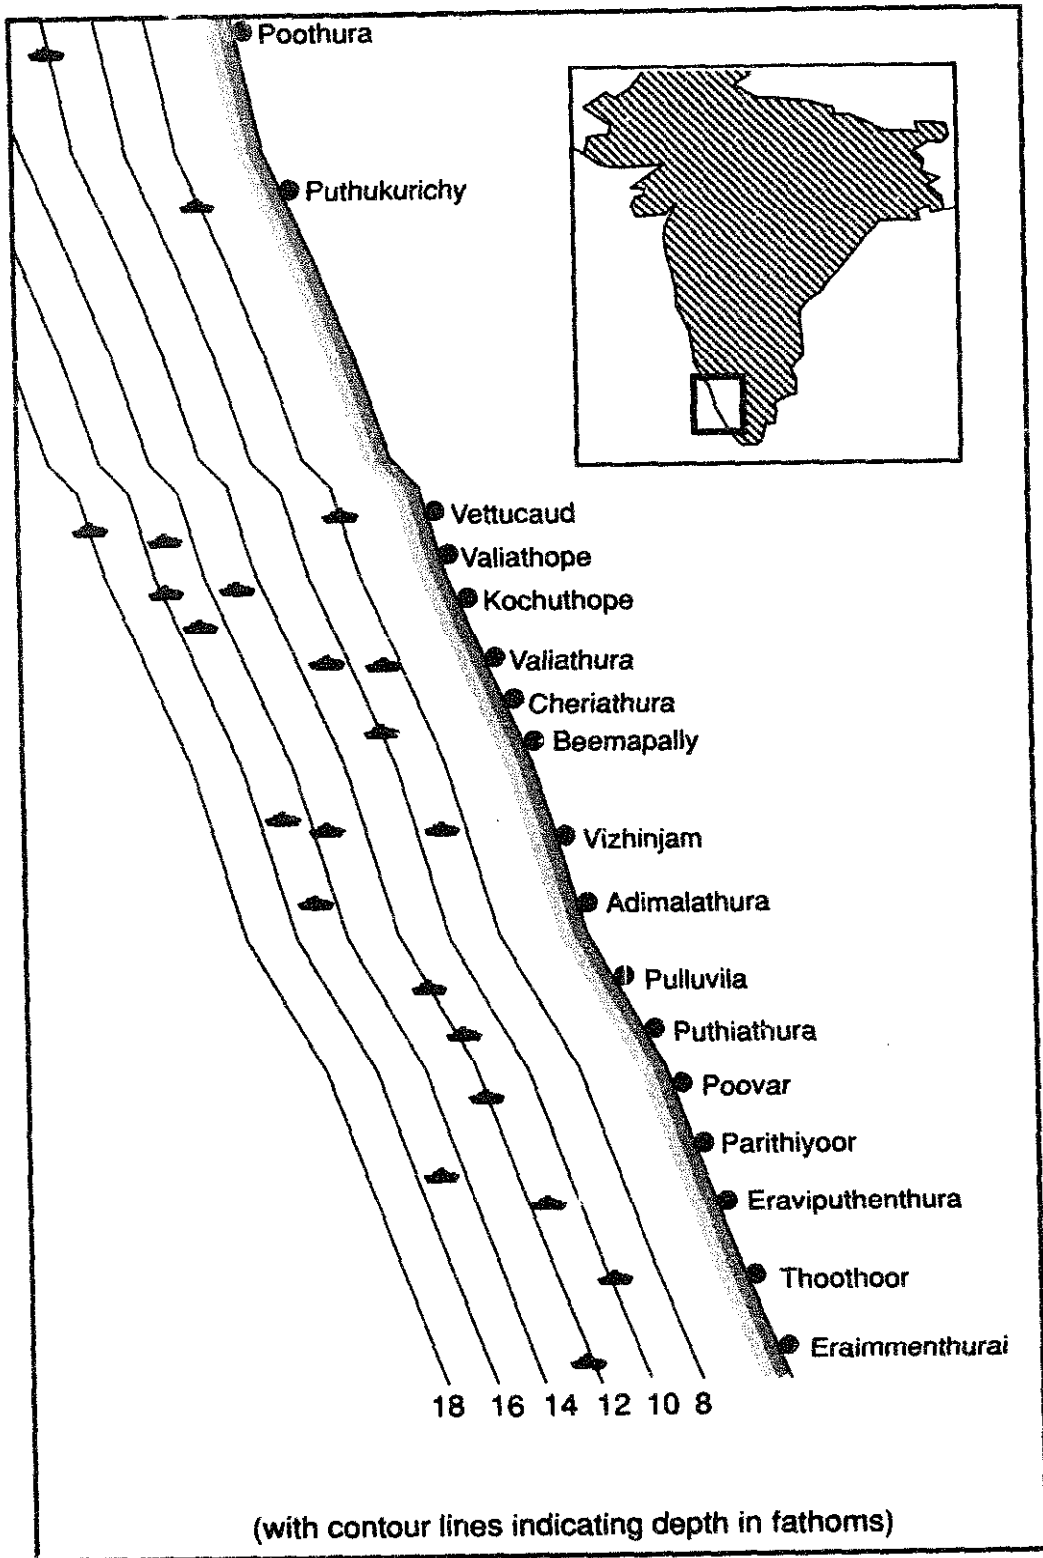 Poothura
Puthukurichy
Vettucaud
Valiathope
Kochuthope
Valiathura
Cheriathura
Beemapally
Vizhinjam
Adimalathura
Pulluvila
Puthiathura
Poovar
Parithiyoor
Eraviputhenthura
Thoothoor
Eraimmenthurai
18 16 14 12 10 8
(with contour lines indicating depth in fathoms)